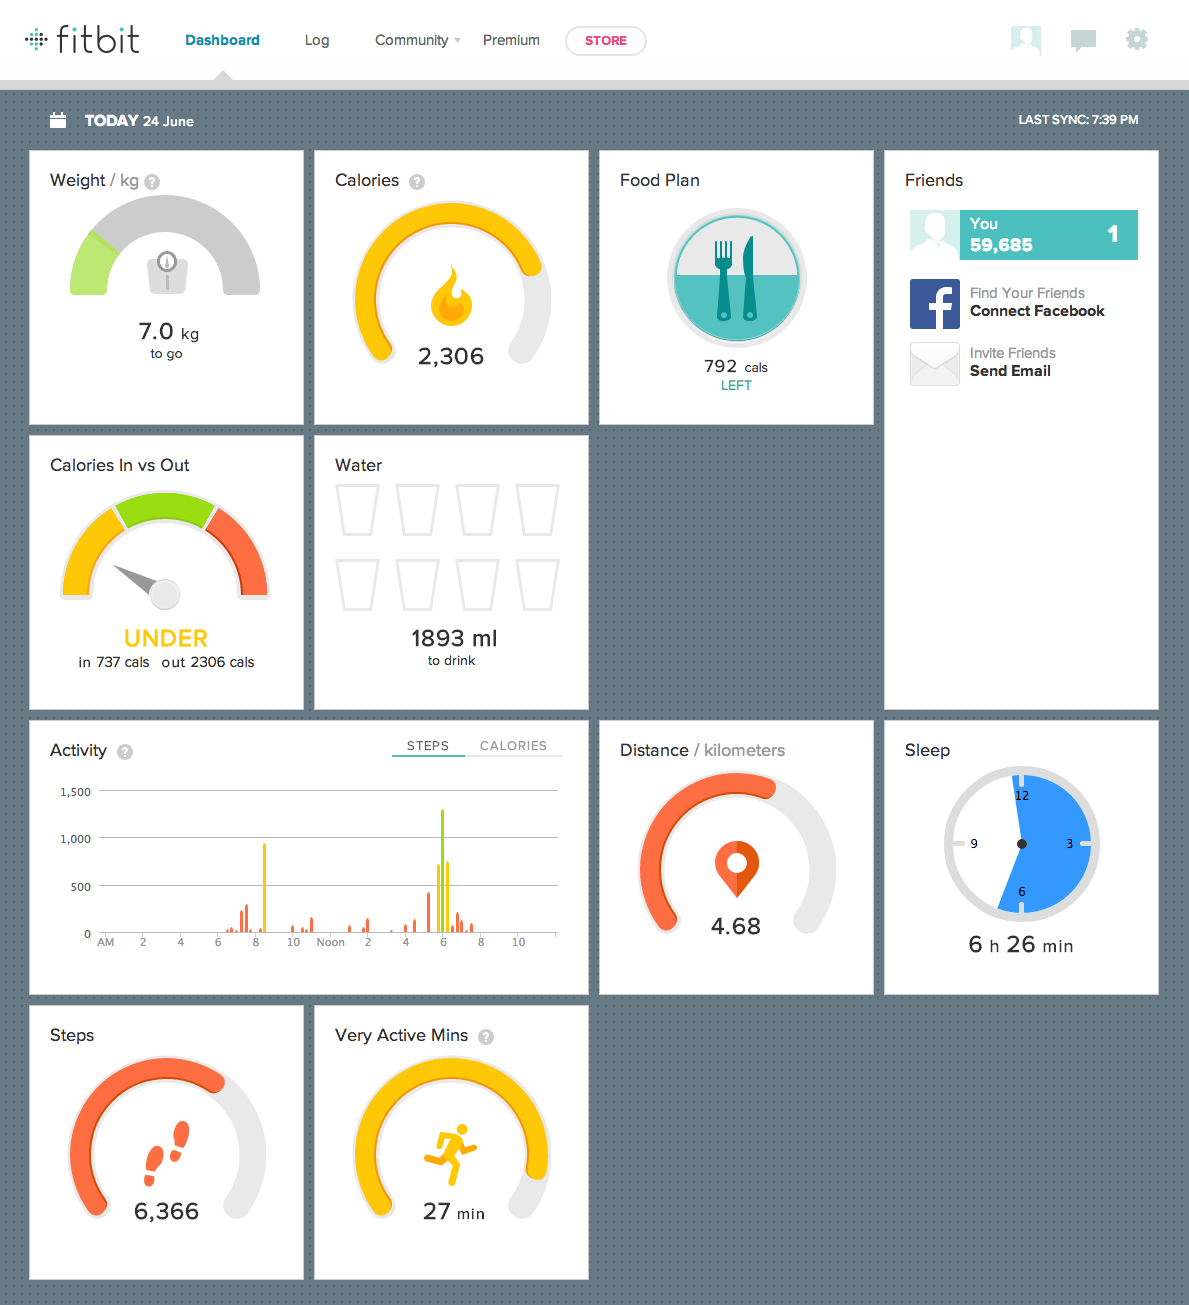 fitbit Dashboard Log Community Premium STORE
TODAY 24 June LAST SYNC: 7:39 PM
Weight / kg ?
7.0 kg
to go
Calories ?
2,306
Food Plan
792 cals
LEFT
Friends
You
59,685
1
Find Your Friends
Connect Facebook
Invite Friends
Send Email
Calories In vs Out
UNDER
in 737 cals out 2306 cals
Water
1893 ml
to drink
Activity ? STEPS CALORIES
1,500
1,000
500
0
AM 2 4 6 8 10 Noon 2 4 6 8 10
Distance / kilometers
4.68
Sleep
12
9 3
6
6 h 26 min
Steps
6,366
Very Active Mins ?
27 min